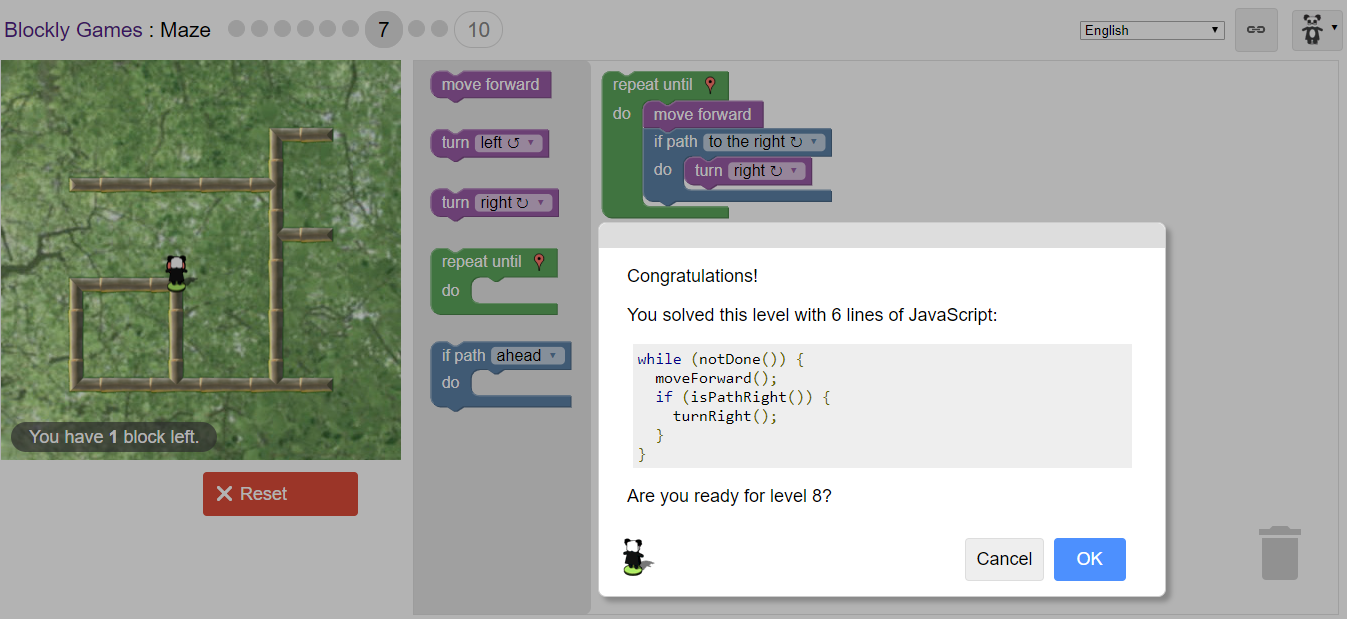 Blockly Games : Maze 7 10
English
move forward
turn left ↺
turn right ↻
repeat until
do
if path ahead
do
repeat until
do move forward
if path to the right ↻
do turn right ↻
You have 1 block left.
Reset
Congratulations!
You solved this level with 6 lines of JavaScript:
while (notDone()) {
  moveForward();
  if (isPathRight()) {
    turnRight();
  }
}
Are you ready for level 8?
Cancel OK